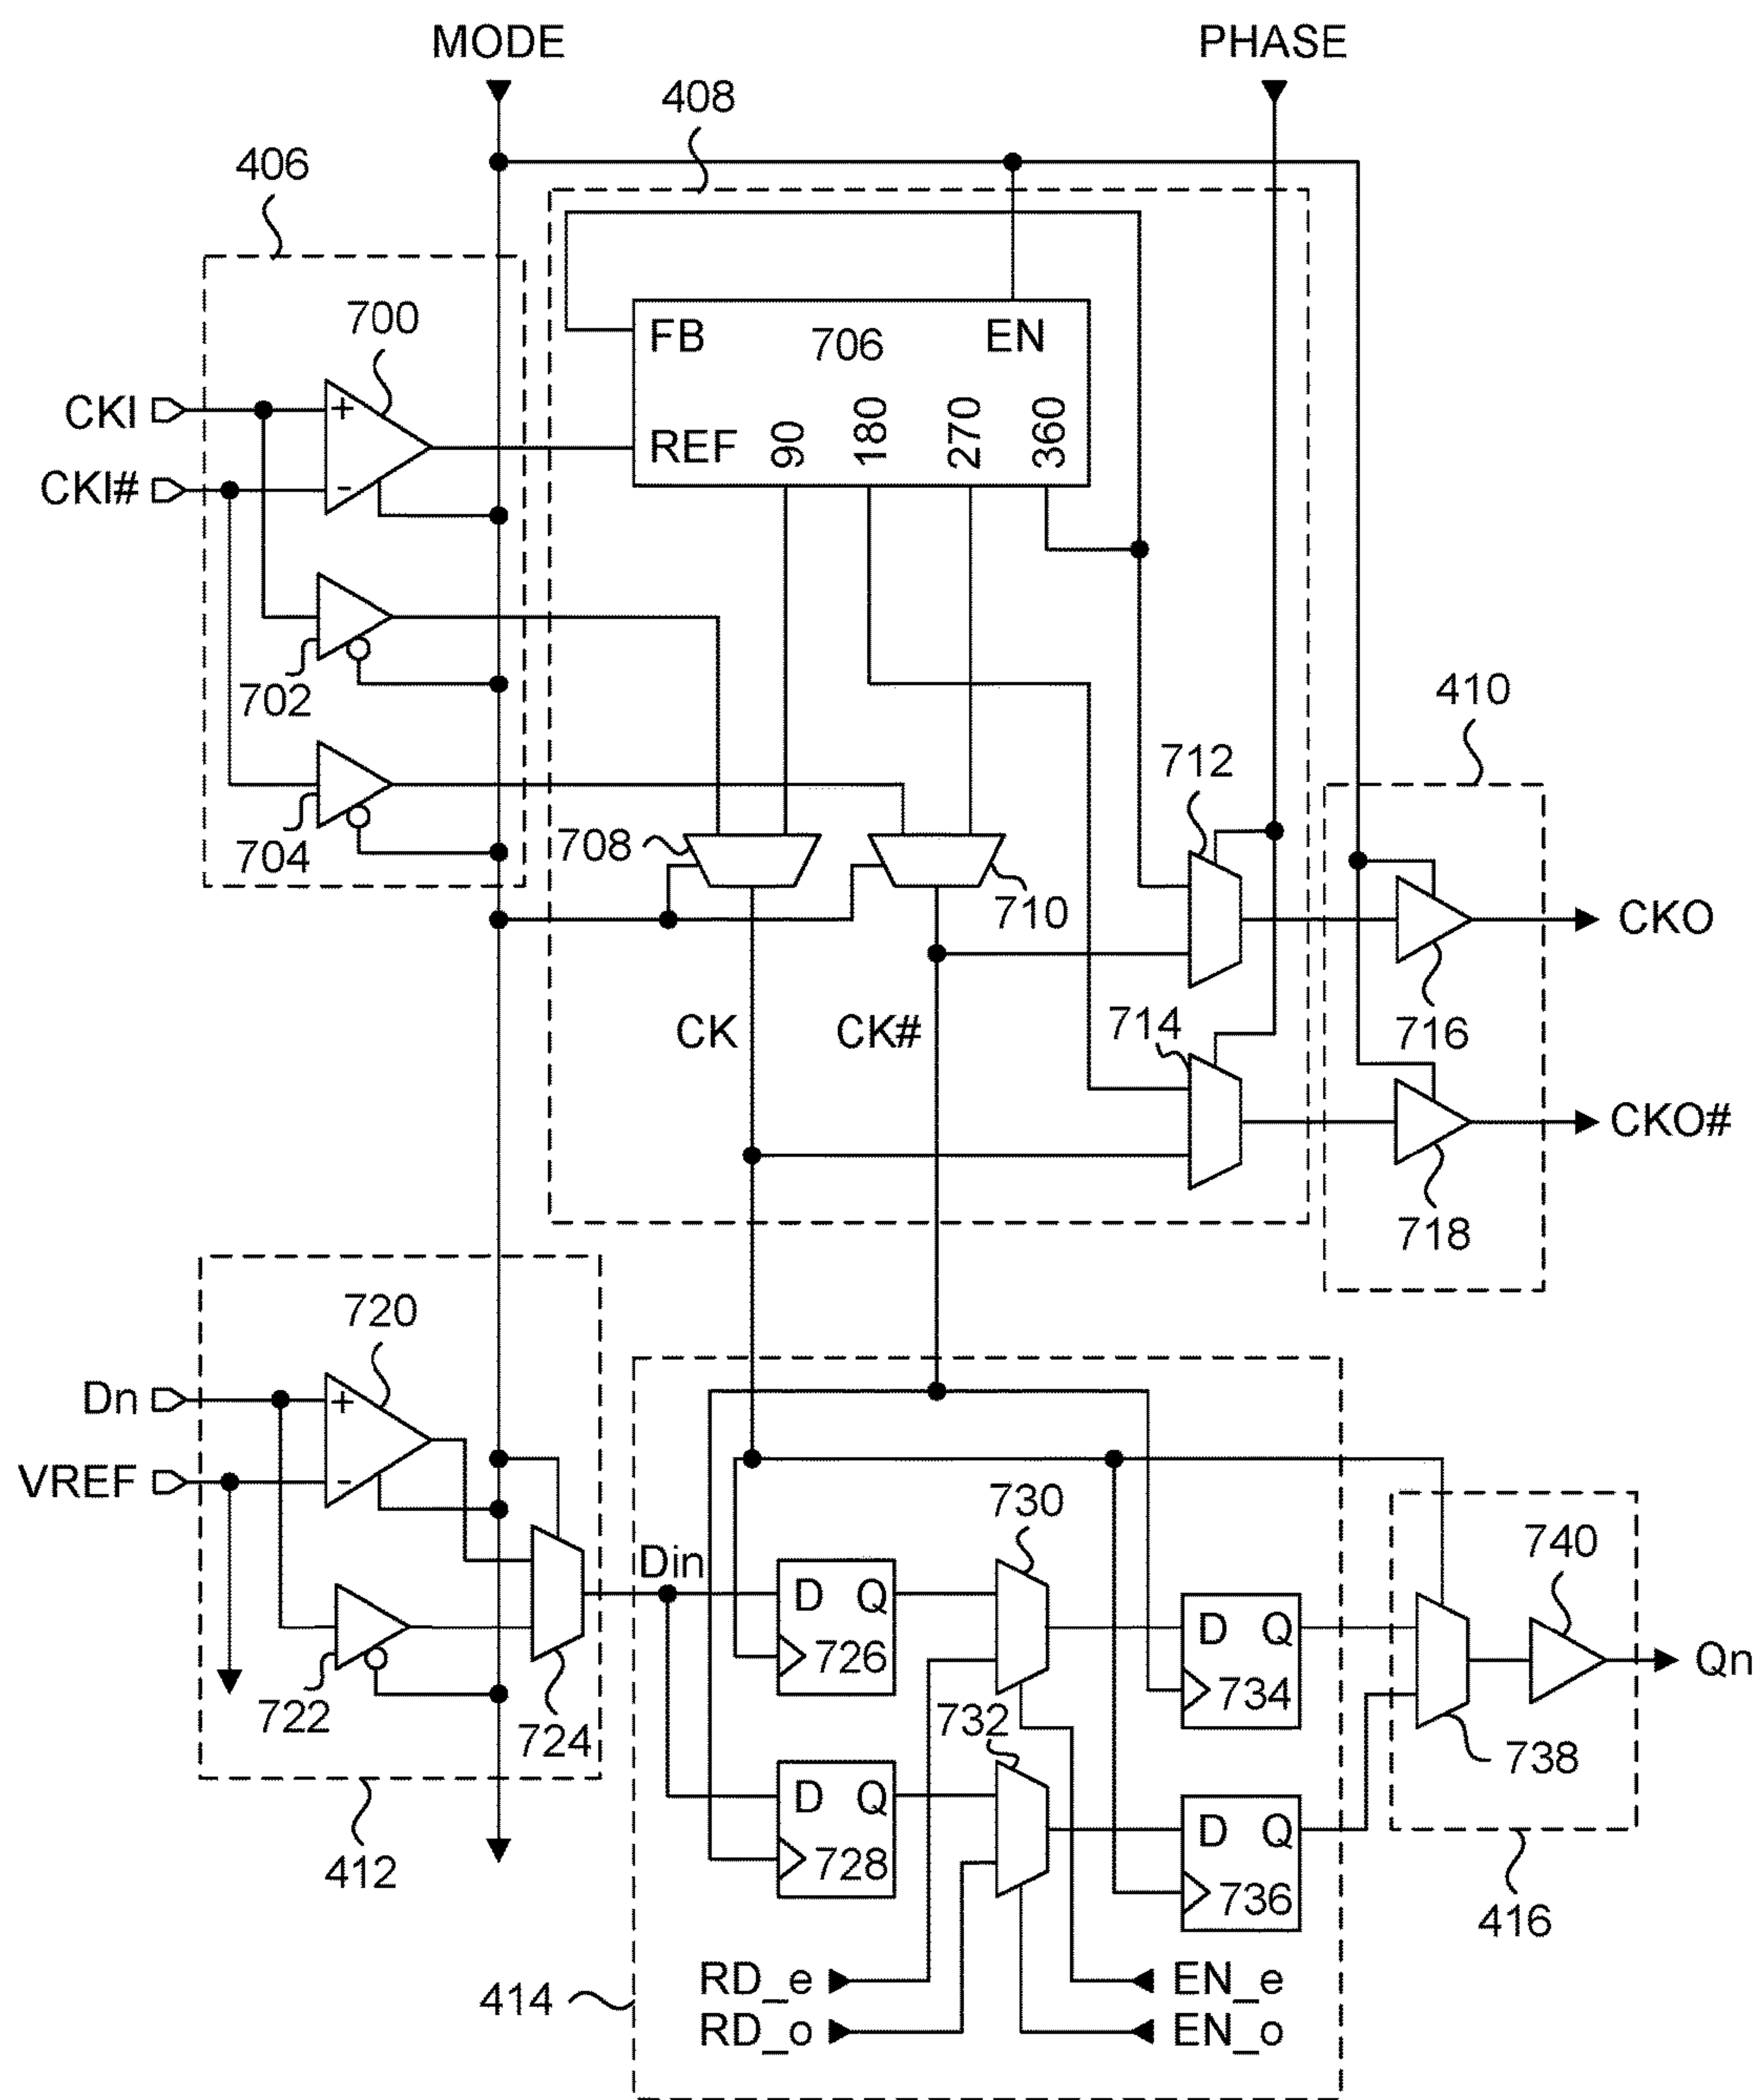 MODE PHASE
408
406
700
FB 706 EN
CKI +
REF 90 180 270 360
CKI# -
702
410
712
704 708
710
CKO
CK CK# 714 716
CKO#
718
720
Dn +
VREF -
730
740
Din
D Q
726
D Q
734
Qn
722 724
732
738
D Q
728
D Q
736
412
416
414
RD_e EN_e
RD_o EN_o